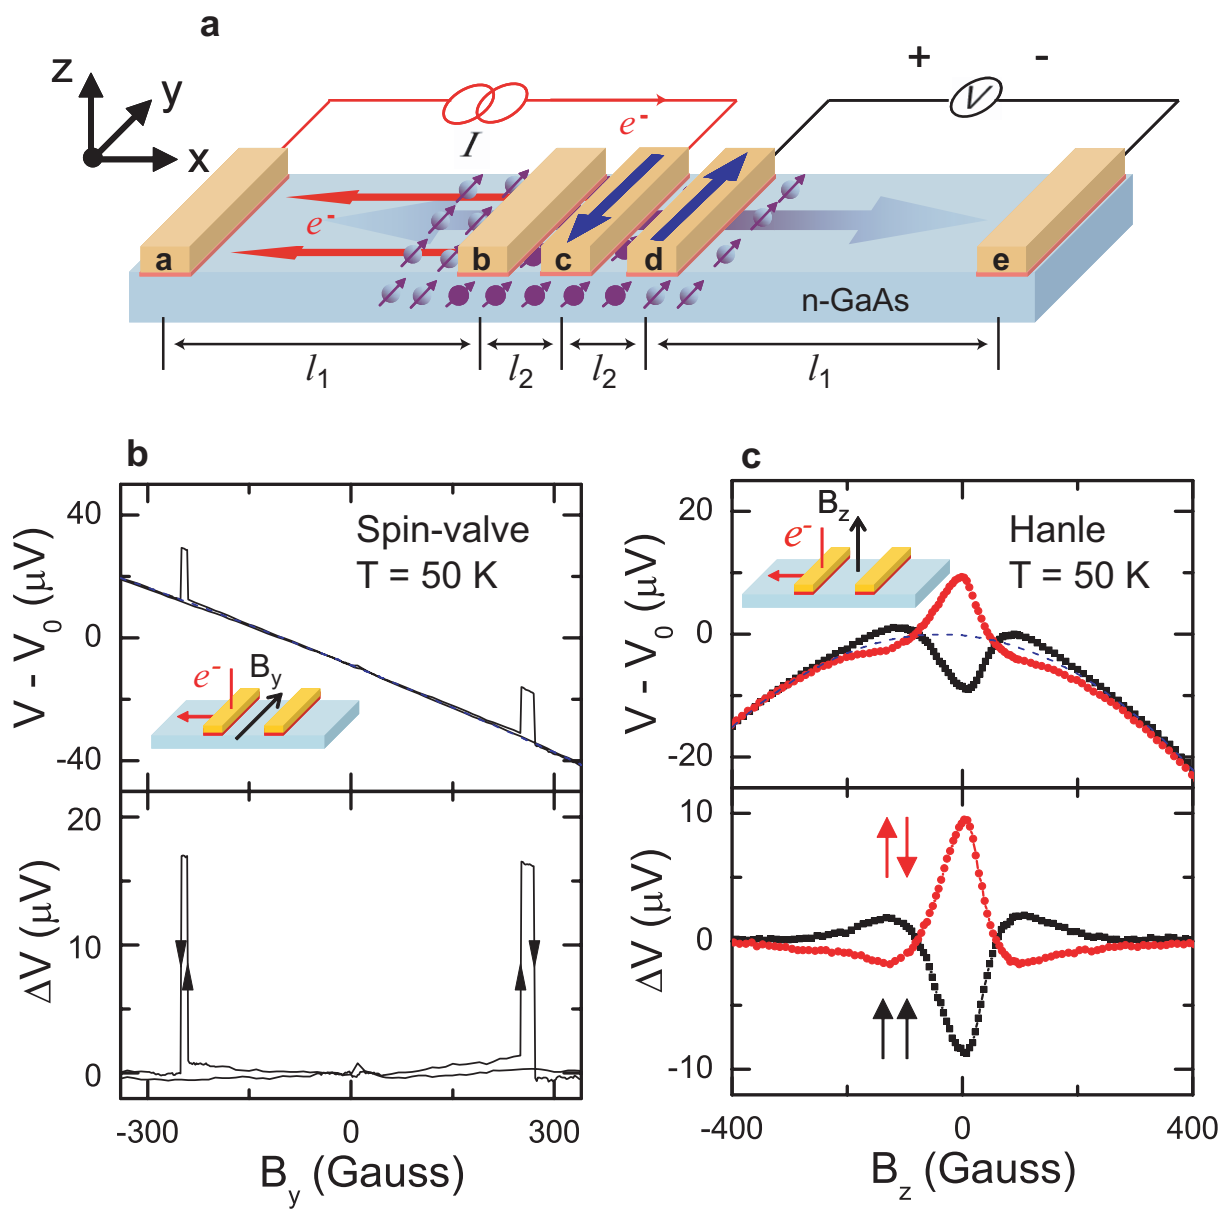 a
z
y
x
I
e-
+ -
V
e-
a b c d e
n-GaAs
l1 l2 l2 l1
b
V - V0 (μV)
40
0
-40
Spin-valve
T = 50 K
e-
By
ΔV (μV)
20
10
0
-300 0 300
By (Gauss)
c
V - V0 (μV)
20
0
-20
Bz
e-
Hanle
T = 50 K
ΔV (μV)
10
0
-10
-400 0 400
Bz (Gauss)